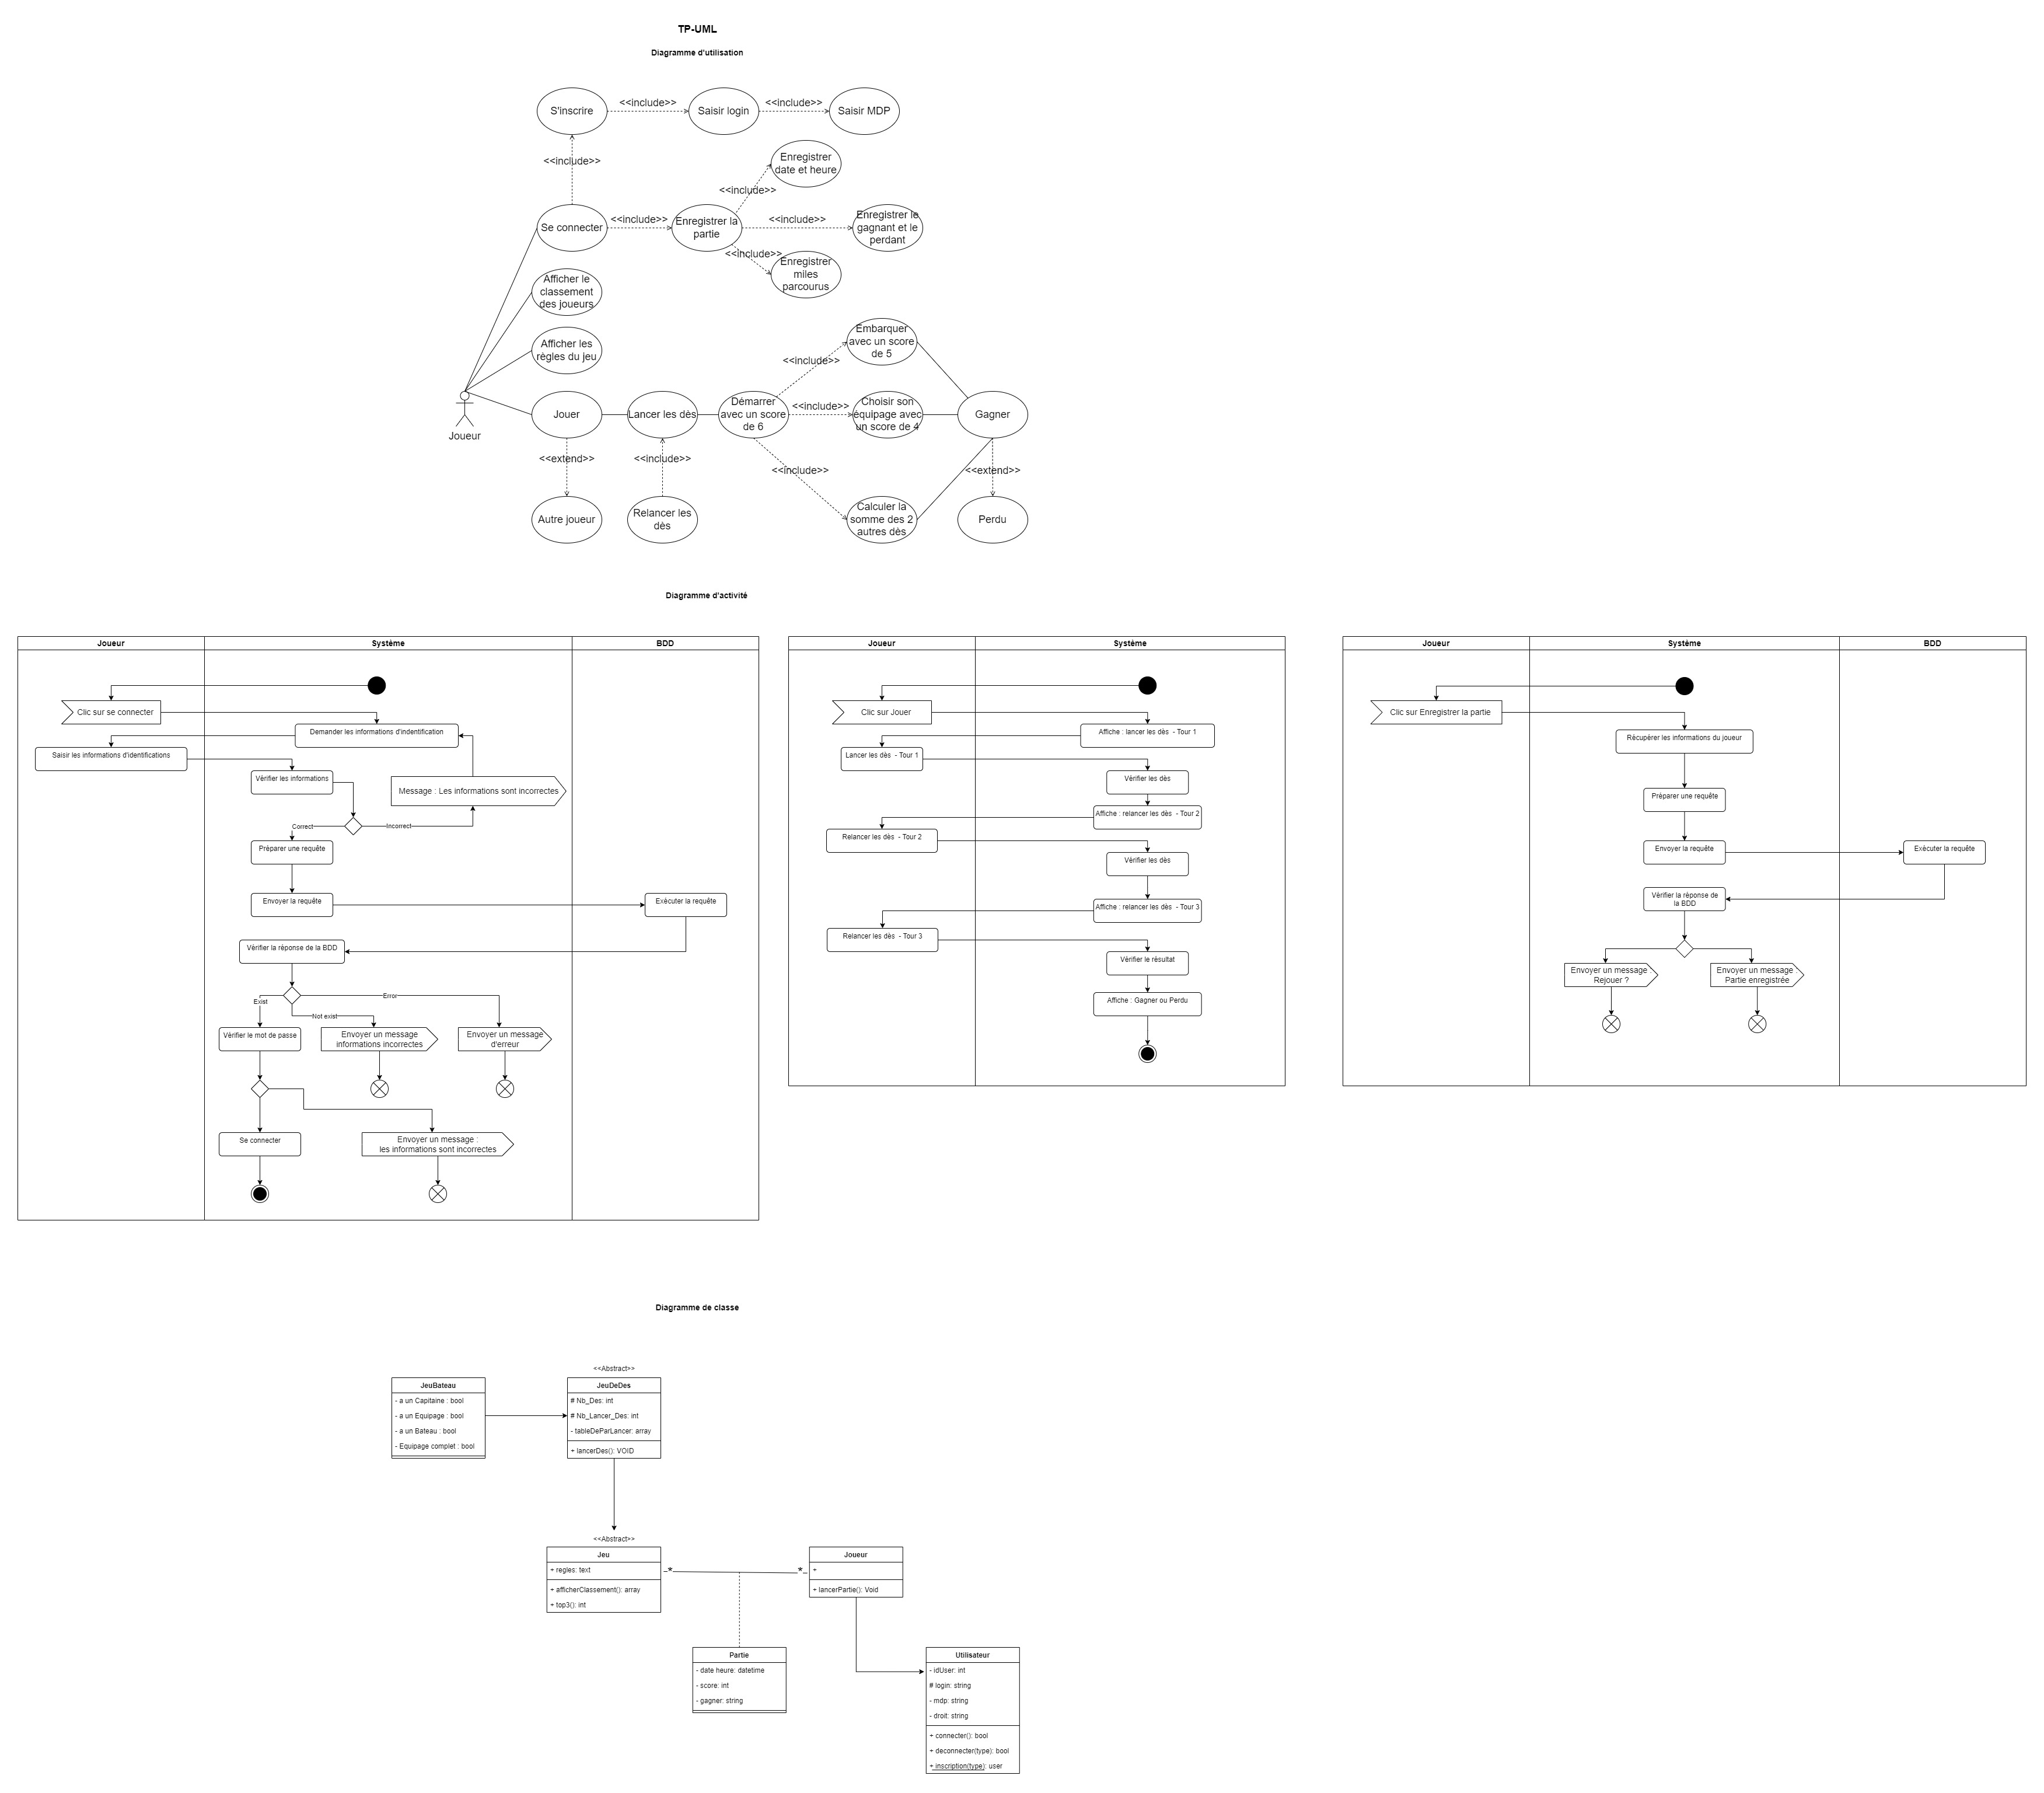 TP-UML
Diagramme d'utilisation
S'inscrire
<<include>>
Saisir login
<<include>>
Saisir MDP
<<include>>
Enregistrer
date et heure
<<include>>
Se connecter
<<include>>
Enregistrer la
partie
<<include>>
Enregistrer le
gagnant et le
perdant
<<include>>
Enregistrer
miles
parcourus
Afficher le
classement
des joueurs
Afficher les
règles du jeu
Embarquer
avec un score
de 5
<<include>>
Joueur
Jouer
Lancer les dès
Démarrer
avec un score
de 6
<<include>>
Choisir son
équipage avec
un score de 4
Gagner
<<extend>>
<<include>>
<<include>>
<<extend>>
Autre joueur
Relancer les
dès
Calculer la
somme des 2
autres dès
Perdu
Diagramme d'activité
Joueur
Système
BDD
Clic sur se connecter
Demander les informations d'indentification
Saisir les informations d'identifications
Vérifier les informations
Message : Les informations sont incorrectes
Correct
Incorrect
Préparer une requête
Envoyer la requête
Exécuter la requête
Vérifier la réponse de la BDD
Exist
Error
Not exist
Vérifier le mot de passe
Envoyer un message
informations incorrectes
Envoyer un message
d'erreur
Se connecter
Envoyer un message :
les informations sont incorrectes
Joueur
Système
Clic sur Jouer
Affiche : lancer les dès - Tour 1
Lancer les dès - Tour 1
Vérifier les dès
Affiche : relancer les dès - Tour 2
Relancer les dès - Tour 2
Vérifier les dès
Affiche : relancer les dès - Tour 3
Relancer les dès - Tour 3
Vérifier le résultat
Affiche : Gagner ou Perdu
Joueur
Système
BDD
Clic sur Enregistrer la partie
Récupérer les informations du joueur
Préparer une requête
Envoyer la requête
Exécuter la requête
Vérifier la réponse de
la BDD
Envoyer un message :
Rejouer ?
Envoyer un message :
Partie enregistrée
Diagramme de classe
JeuBateau
- a un Capitaine : bool
- a un Equipage : bool
- a un Bateau : bool
- Equipage complet : bool
<<Abstract>>
JeuDeDes
# Nb_Des: int
# Nb_Lancer_Des: int
- tableDeParLancer: array
+ lancerDes(): VOID
<<Abstract>>
Jeu
+ regles: text
+ afficherClassement(): array
+ top3(): int
*
*
Joueur
+
+ lancerPartie(): Void
Partie
- date heure: datetime
- score: int
- gagner: string
Utilisateur
- idUser: int
# login: string
- mdp: string
- droit: string
+ connecter(): bool
+ deconnecter(type): bool
+ inscription(type): user